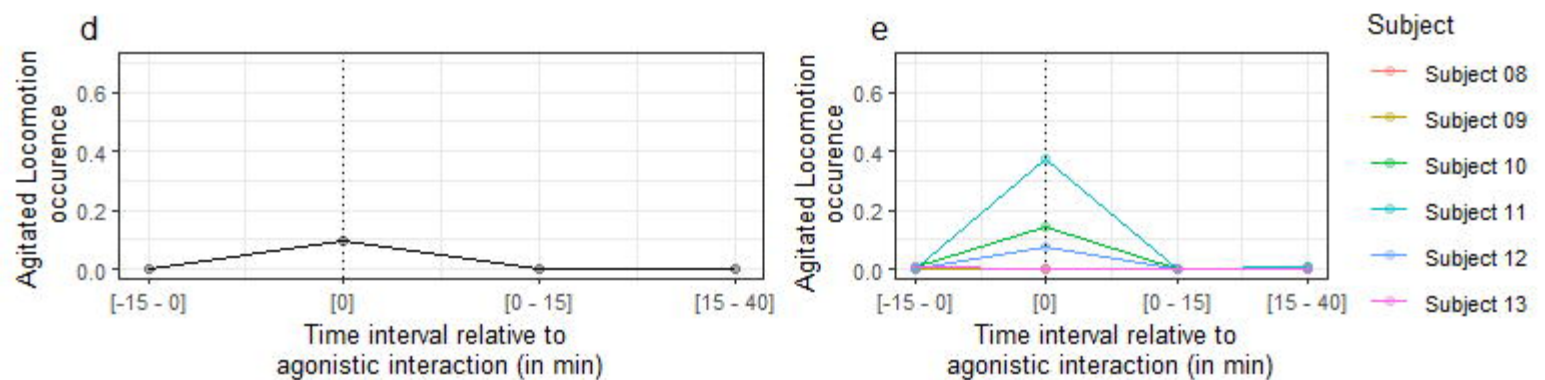 d
Agitated Locomotion
occurence
0.6
0.4
0.2
0.0
[-15 - 0] [0] [0 - 15] [15 - 40]
Time interval relative to
agonistic interaction (in min)
e
Agitated Locomotion
occurence
0.6
0.4
0.2
0.0
[-15 - 0] [0] [0 - 15] [15 - 40]
Time interval relative to
agonistic interaction (in min)
Subject
Subject 08
Subject 09
Subject 10
Subject 11
Subject 12
Subject 13